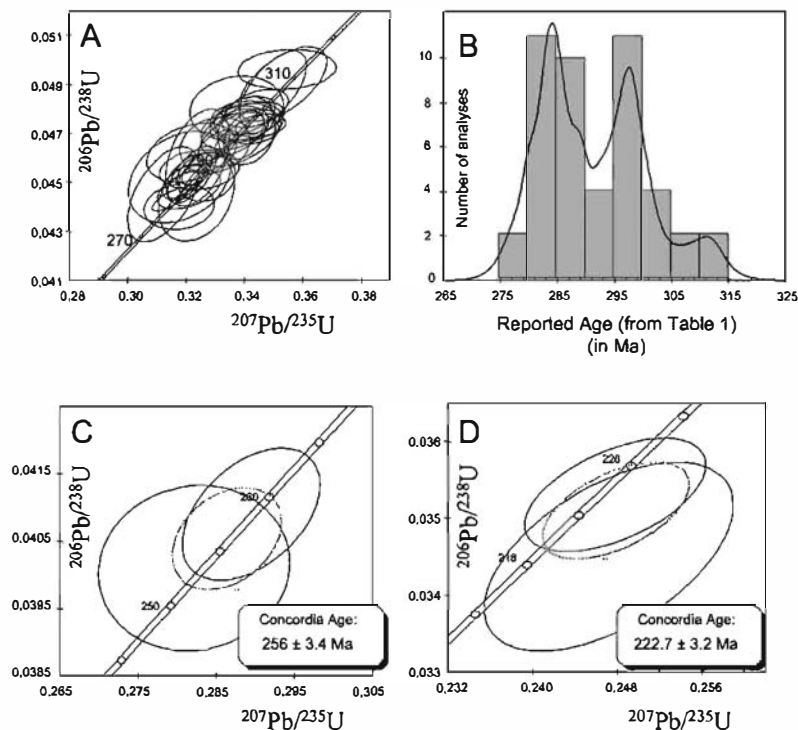 A
0,051
0,049
0,047
0,045
0,043
0,041
206Pb/238U
310
270
0,28
0,30
0,32
0,34
0,36
0,38
207Pb/235U
B
10
8
6
4
2
0
Number of analyses
265
275
285
295
305
315
325
Reported Age (from Table 1)
(in Ma)
C
0,0415
0,0405
0,0395
0,0385
206Pb/238U
260
250
Concordia Age:
256 ± 3.4 Ma
0,265
0,275
0,285
0,295
0,305
207Pb/235U
D
0,036
0,035
0,034
0,033
206Pb/238U
226
218
Concordia Age:
222.7 ± 3.2 Ma
0,232
0,240
0,248
0,256
207Pb/235U